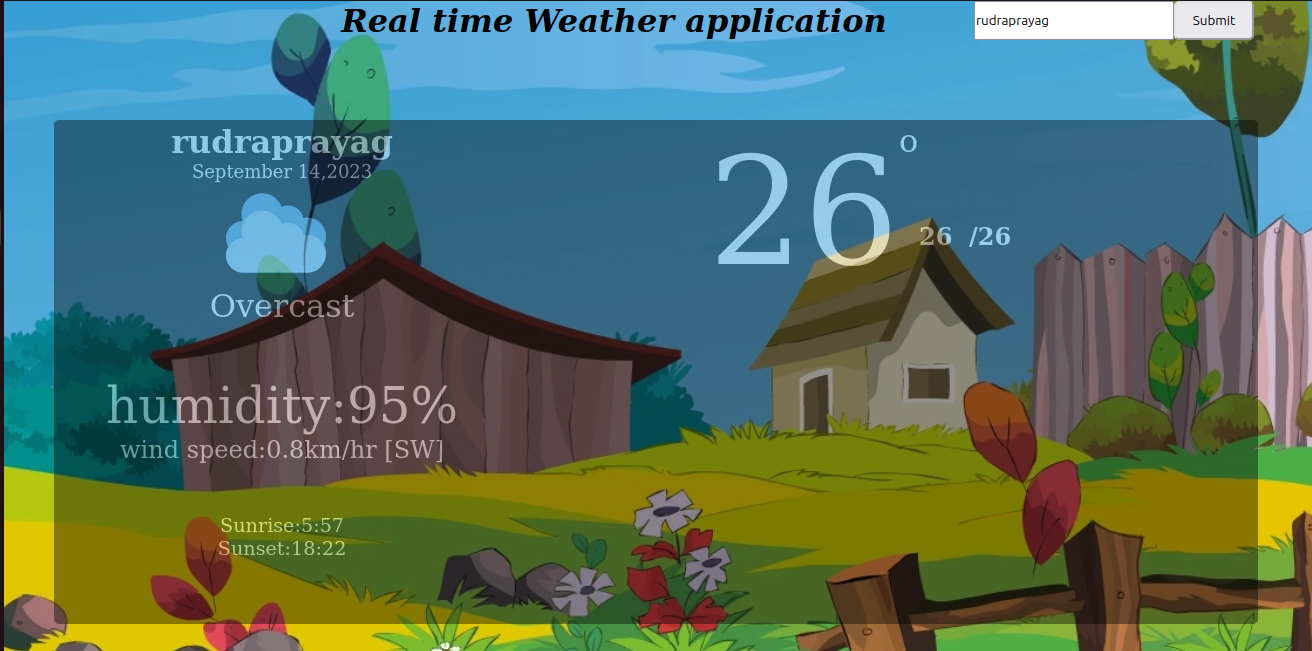 Real time Weather application
rudraprayag
Submit
rudraprayag
September 14,2023
Overcast
humidity:95%
wind speed:0.8km/hr [SW]
Sunrise:5:57
Sunset:18:22
26°
26 /26